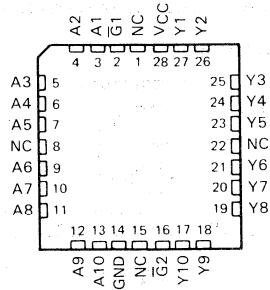 A2 A1 G̅1 NC VCC Y1 Y2
4 3 2 1 28 27 26
A3 5 25 Y3
A4 6 24 Y4
A5 7 23 Y5
NC 8 22 NC
A6 9 21 Y6
A7 10 20 Y7
A8 11 19 Y8
12 13 14 15 16 17 18
A9 A10 GND NC G̅2 Y10 Y9